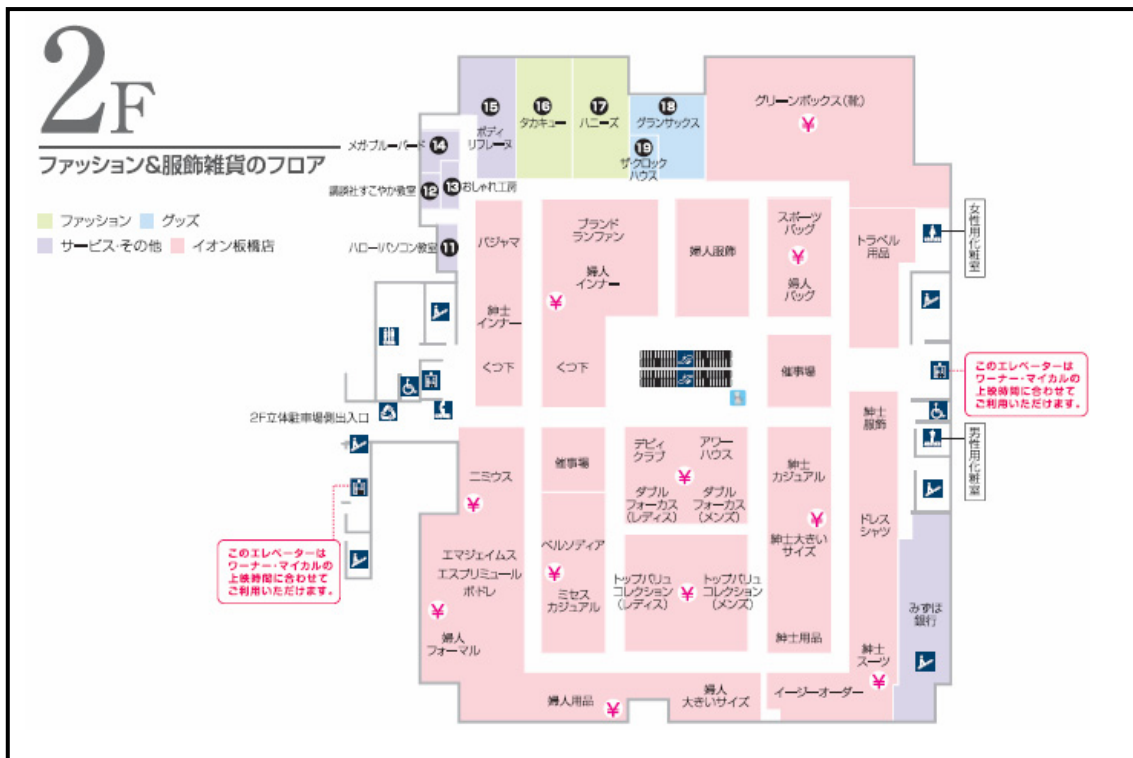 2F
ファッション&服飾雑貨のフロア
ファッション グッズ
サービス・その他 イオン板橋店
メガ・ブルーバード ⑭
講談社すこやか教室 ⑫
⑬ おしゃれ工房
ハロー!パソコン教室 ⑪
⑮
ボディ
リフレーヌ
⑯
タカキュー
⑰
ハニーズ
⑱
グランサックス
⑲
ザ・クロック
ハウス
グリーンボックス(靴)
¥
パジャマ
紳士
インナー
くつ下
ブランド
ランファン
婦人
インナー
¥
くつ下
婦人服飾
スポーツ
バッグ
¥
婦人
バッグ
トラベル
用品
女性用化粧室
催事場
このエレベーターは
ワーナー・マイカルの
上映時間に合わせて
ご利用いただけます。
紳士
服飾
男性用化粧室
2F立体駐車場側出入口
このエレベーターは
ワーナー・マイカルの
上映時間に合わせて
ご利用いただけます。
ニミウス
¥
エマジェイムス
エスプリミュール
ボドレ
¥
婦人
フォーマル
催事場
ベルソディア
¥
ミセス
カジュアル
デビィ
クラブ
アワー
ハウス
¥
ダブル
フォーカス
(レディス)
ダブル
フォーカス
(メンズ)
トップバリュ
コレクション
(レディス)
¥
トップバリュ
コレクション
(メンズ)
紳士
カジュアル
¥
紳士大きい
サイズ
紳士用品
ドレス
シャツ
みずほ
銀行
紳士
スーツ
¥
イージーオーダー
婦人用品 ¥
婦人
大きいサイズ